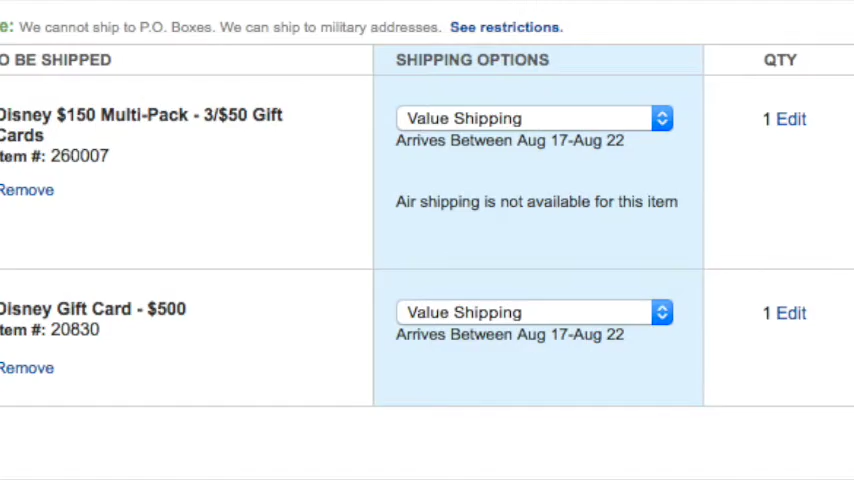 e: We cannot ship to P.O. Boxes. We can ship to military addresses. See restrictions.
O BE SHIPPED SHIPPING OPTIONS QTY
Disney $150 Multi-Pack - 3/$50 Gift
Cards
tem #: 260007
Remove
Value Shipping
Arrives Between Aug 17-Aug 22
Air shipping is not available for this item
1 Edit
Disney Gift Card - $500
tem #: 20830
Remove
Value Shipping
Arrives Between Aug 17-Aug 22
1 Edit